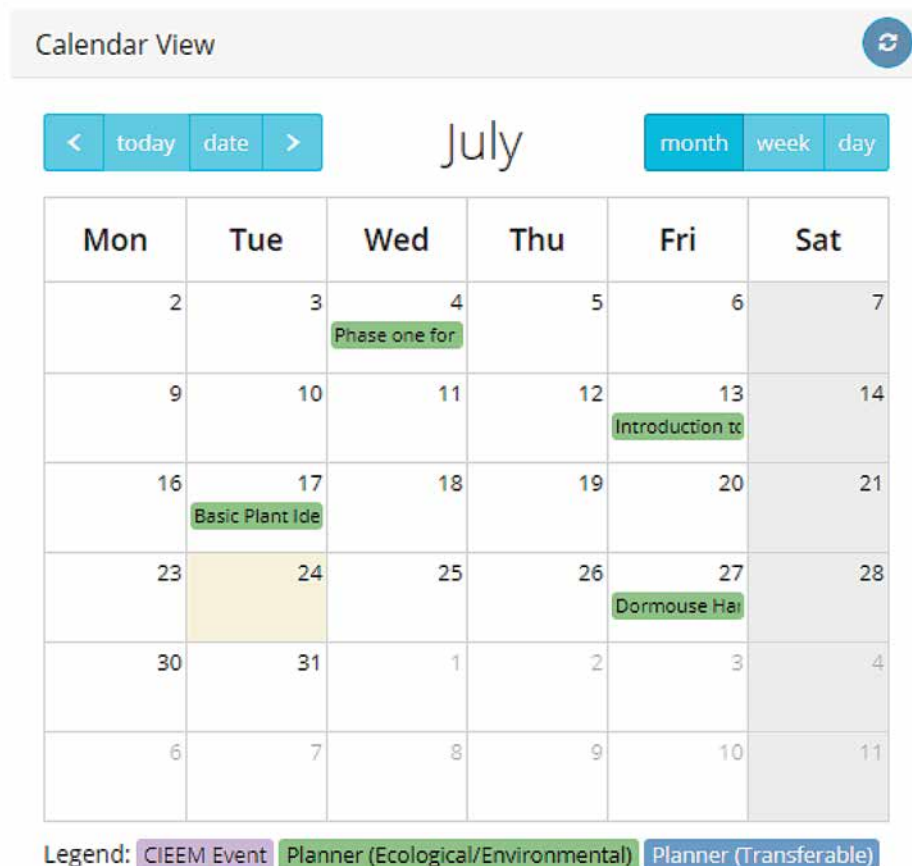 Calendar View
< today date > July month week day
Mon Tue Wed Thu Fri Sat
2 3 4 5 6 7
Phase one for
9 10 11 12 13 14
Introduction to
16 17 18 19 20 21
Basic Plant Ide
23 24 25 26 27 28
Dormouse Har
30 31 1 2 3 4
6 7 8 9 10 11
Legend: CIEEM Event Planner (Ecological/Environmental) Planner (Transferable)